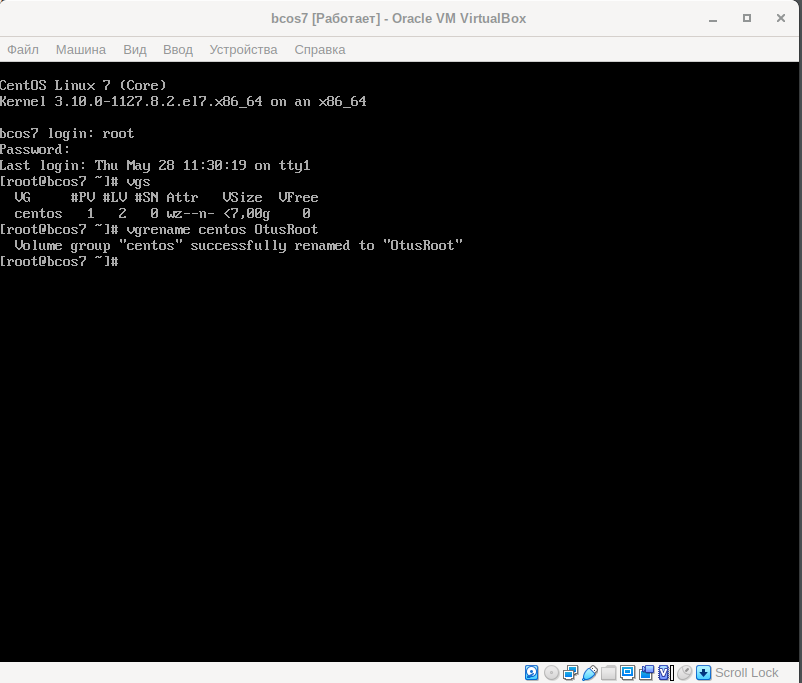 bcos7 [Работает] - Oracle VM VirtualBox
Файл Машина Вид Ввод Устройства Справка
CentOS Linux 7 (Core)
Kernel 3.10.0-1127.8.2.el7.x86_64 on an x86_64
bcos7 login: root
Password:
Last login: Thu May 28 11:30:19 on tty1
[root@bcos7 ~]# vgs
VG #PV #LV #SN Attr VSize VFree
centos 1 2 0 wz--n- <7,00g 0
[root@bcos7 ~]# vgrename centos OtusRoot
Volume group "centos" successfully renamed to "OtusRoot"
[root@bcos7 ~]#
Scroll Lock